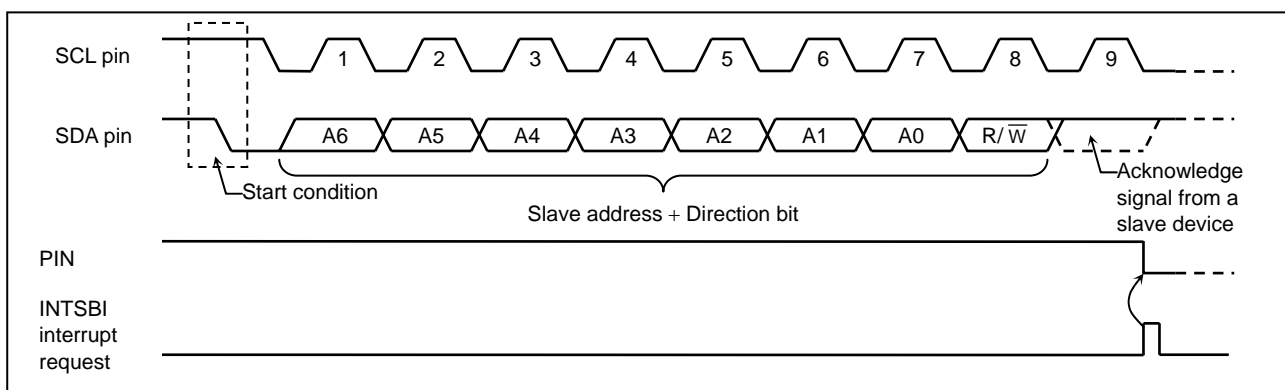 SCL pin
1 2 3 4 5 6 7 8 9
SDA pin
A6 A5 A4 A3 A2 A1 A0 R/W̅
Start condition
Slave address + Direction bit
Acknowledge
signal from a
slave device
PIN
INTSBI
interrupt
request